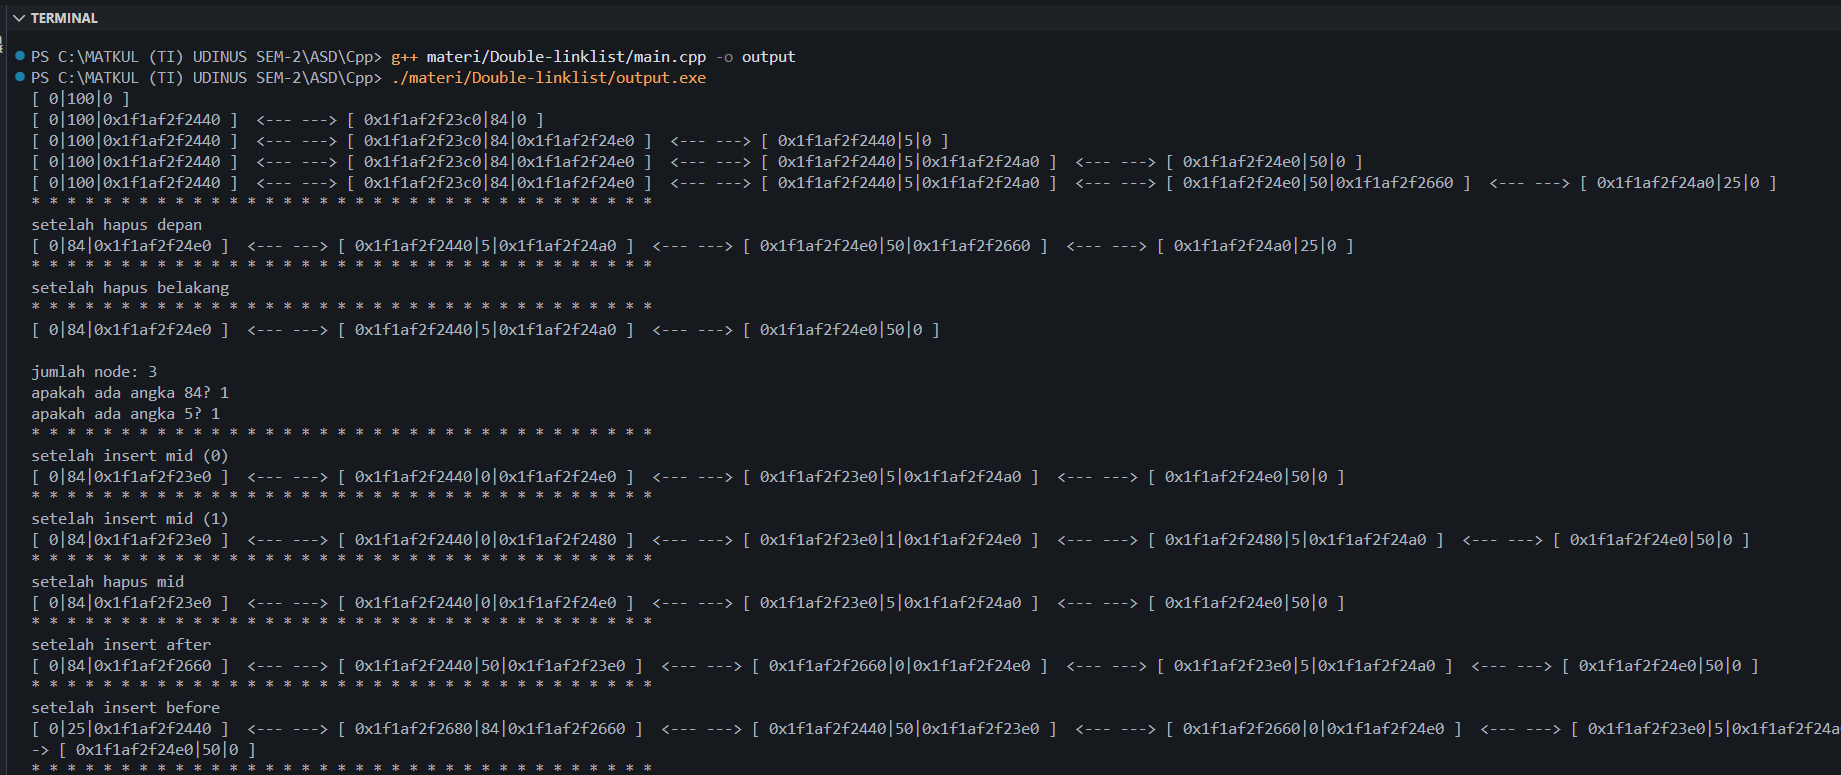 TERMINAL
PS C:\MATKUL (TI) UDINUS SEM-2\ASD\Cpp> g++ materi/Double-linklist/main.cpp -o output
PS C:\MATKUL (TI) UDINUS SEM-2\ASD\Cpp> ./materi/Double-linklist/output.exe
[ 0|100|0 ]
[ 0|100|0x1f1af2f2440 ]  <--- ---> [ 0x1f1af2f23c0|84|0 ]
[ 0|100|0x1f1af2f2440 ]  <--- ---> [ 0x1f1af2f23c0|84|0x1f1af2f24e0 ]  <--- ---> [ 0x1f1af2f2440|5|0 ]
[ 0|100|0x1f1af2f2440 ]  <--- ---> [ 0x1f1af2f23c0|84|0x1f1af2f24e0 ]  <--- ---> [ 0x1f1af2f2440|5|0x1f1af2f24a0 ]  <--- ---> [ 0x1f1af2f24e0|50|0 ]
[ 0|100|0x1f1af2f2440 ]  <--- ---> [ 0x1f1af2f23c0|84|0x1f1af2f24e0 ]  <--- ---> [ 0x1f1af2f2440|5|0x1f1af2f24a0 ]  <--- ---> [ 0x1f1af2f24e0|50|0x1f1af2f2660 ]  <--- ---> [ 0x1f1af2f24a0|25|0 ]
* * * * * * * * * * * * * * * * * * * * * * * * * * * * * * * * * * *
setelah hapus depan
[ 0|84|0x1f1af2f24e0 ]  <--- ---> [ 0x1f1af2f2440|5|0x1f1af2f24a0 ]  <--- ---> [ 0x1f1af2f24e0|50|0x1f1af2f2660 ]  <--- ---> [ 0x1f1af2f24a0|25|0 ]
* * * * * * * * * * * * * * * * * * * * * * * * * * * * * * * * * * *
setelah hapus belakang
* * * * * * * * * * * * * * * * * * * * * * * * * * * * * * * * * * *
[ 0|84|0x1f1af2f24e0 ]  <--- ---> [ 0x1f1af2f2440|5|0x1f1af2f24a0 ]  <--- ---> [ 0x1f1af2f24e0|50|0 ]
jumlah node: 3
apakah ada angka 84? 1
apakah ada angka 5? 1
* * * * * * * * * * * * * * * * * * * * * * * * * * * * * * * * * * *
setelah insert mid (0)
[ 0|84|0x1f1af2f23e0 ]  <--- ---> [ 0x1f1af2f2440|0|0x1f1af2f24e0 ]  <--- ---> [ 0x1f1af2f23e0|5|0x1f1af2f24a0 ]  <--- ---> [ 0x1f1af2f24e0|50|0 ]
* * * * * * * * * * * * * * * * * * * * * * * * * * * * * * * * * * *
setelah insert mid (1)
[ 0|84|0x1f1af2f23e0 ]  <--- ---> [ 0x1f1af2f2440|0|0x1f1af2f2480 ]  <--- ---> [ 0x1f1af2f23e0|1|0x1f1af2f24e0 ]  <--- ---> [ 0x1f1af2f2480|5|0x1f1af2f24a0 ]  <--- ---> [ 0x1f1af2f24e0|50|0 ]
* * * * * * * * * * * * * * * * * * * * * * * * * * * * * * * * * * *
setelah hapus mid
[ 0|84|0x1f1af2f23e0 ]  <--- ---> [ 0x1f1af2f2440|0|0x1f1af2f24e0 ]  <--- ---> [ 0x1f1af2f23e0|5|0x1f1af2f24a0 ]  <--- ---> [ 0x1f1af2f24e0|50|0 ]
* * * * * * * * * * * * * * * * * * * * * * * * * * * * * * * * * * *
setelah insert after
[ 0|84|0x1f1af2f2660 ]  <--- ---> [ 0x1f1af2f2440|50|0x1f1af2f23e0 ]  <--- ---> [ 0x1f1af2f2660|0|0x1f1af2f24e0 ]  <--- ---> [ 0x1f1af2f23e0|5|0x1f1af2f24a0 ]  <--- ---> [ 0x1f1af2f24e0|50|0 ]
* * * * * * * * * * * * * * * * * * * * * * * * * * * * * * * * * * *
setelah insert before
[ 0|25|0x1f1af2f2440 ]  <--- ---> [ 0x1f1af2f2680|84|0x1f1af2f2660 ]  <--- ---> [ 0x1f1af2f2440|50|0x1f1af2f23e0 ]  <--- ---> [ 0x1f1af2f2660|0|0x1f1af2f24e0 ]  <--- ---> [ 0x1f1af2f23e0|5|0x1f1af2f24a
-> [ 0x1f1af2f24e0|50|0 ]
* * * * * * * * * * * * * * * * * * * * * * * * * * * * * * * * * * *